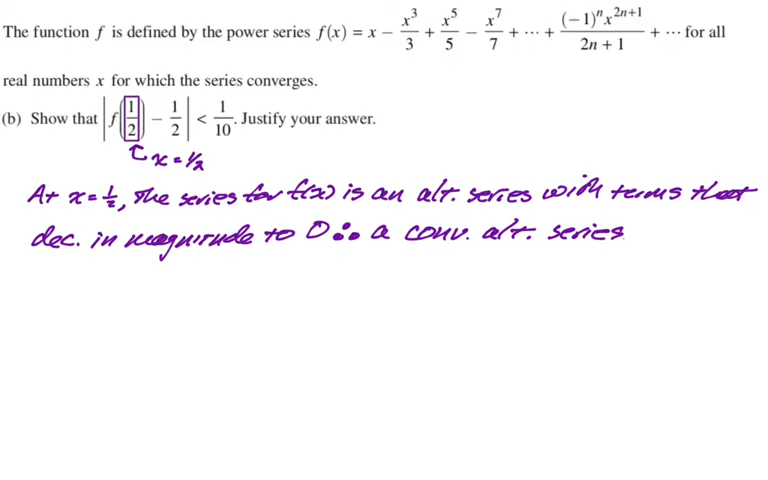 The function f is defined by the power series f(x) = x − x³/3 + x⁵/5 − x⁷/7 + ⋯ + (−1)ⁿx²ⁿ⁺¹/(2n + 1) + ⋯ for all
real numbers x for which the series converges.
(b) Show that |f(1/2) − 1/2| < 1/10. Justify your answer.
x = 1/2
At x = 1/2, the series for f(x) is an alt. series with terms that
dec. in magnitude to 0 ∴ a conv. alt. series